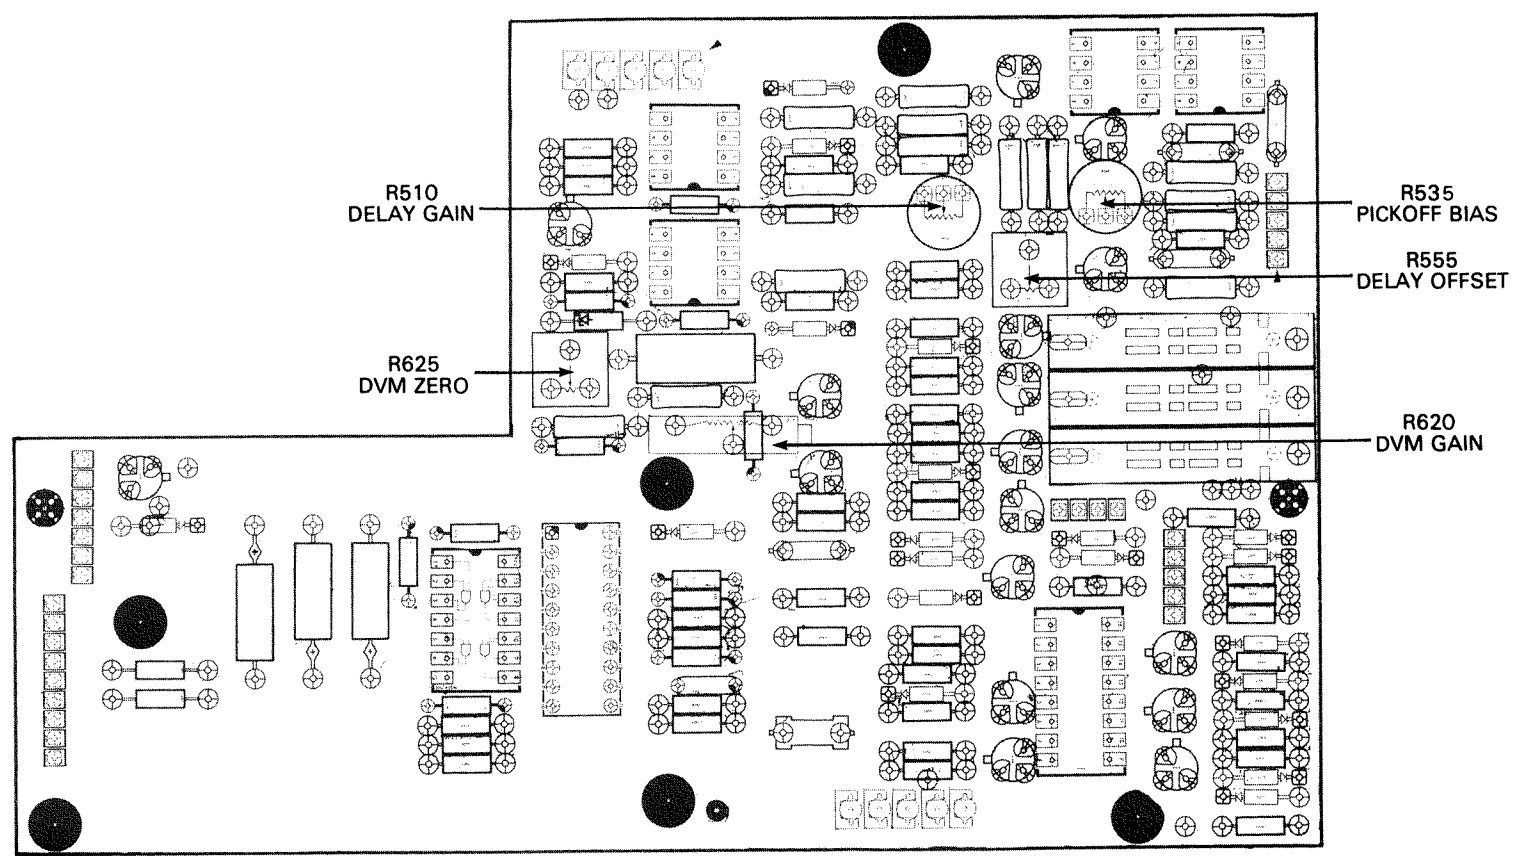 R510
DELAY GAIN
R535
PICKOFF BIAS
R555
DELAY OFFSET
R625
DVM ZERO
R620
DVM GAIN